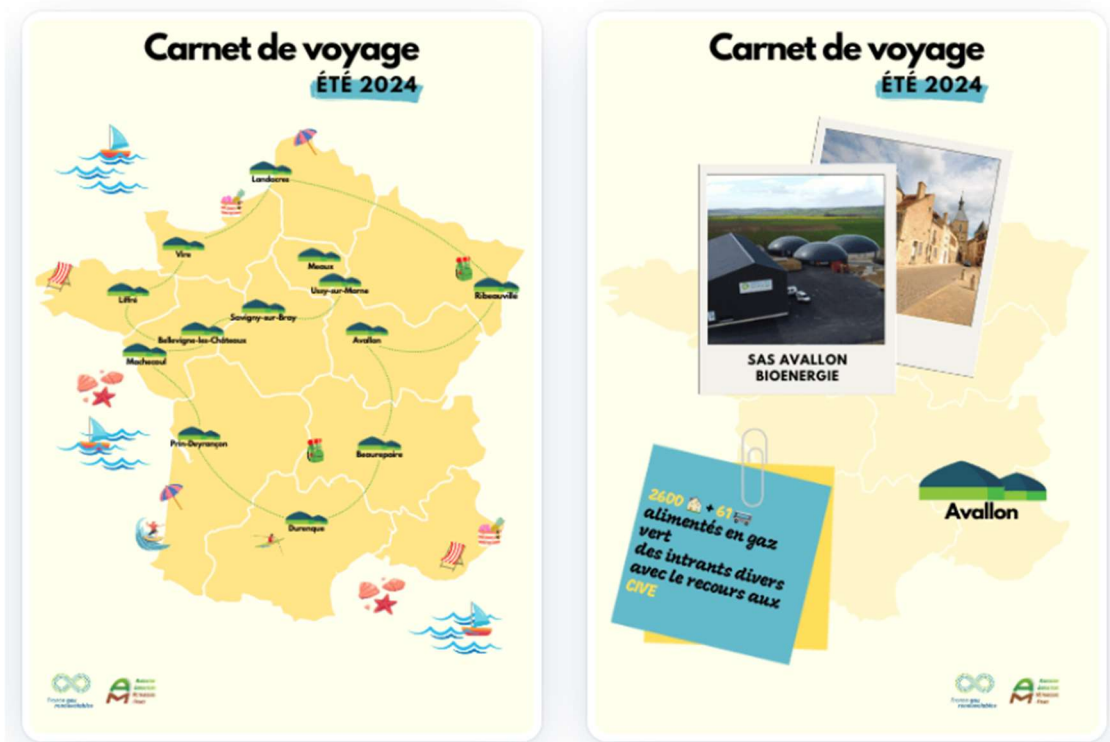 Carnet de voyage
ÉTÉ 2024
Landacres
Vire
Meaux
Ussy-sur-Marne
Ribeauvillé
Liffré
Savigny-sur-Bray
Bellevigne-les-Châteaux
Avallon
Machecoul
Prin-Deyrançon
Beaurepaire
Durenque
Carnet de voyage
ÉTÉ 2024
SAS AVALLON
BIOENERGIE
2600 + 67
alimentés en gaz
vert
des intrants divers
avec le recours aux
CIVE
Avallon